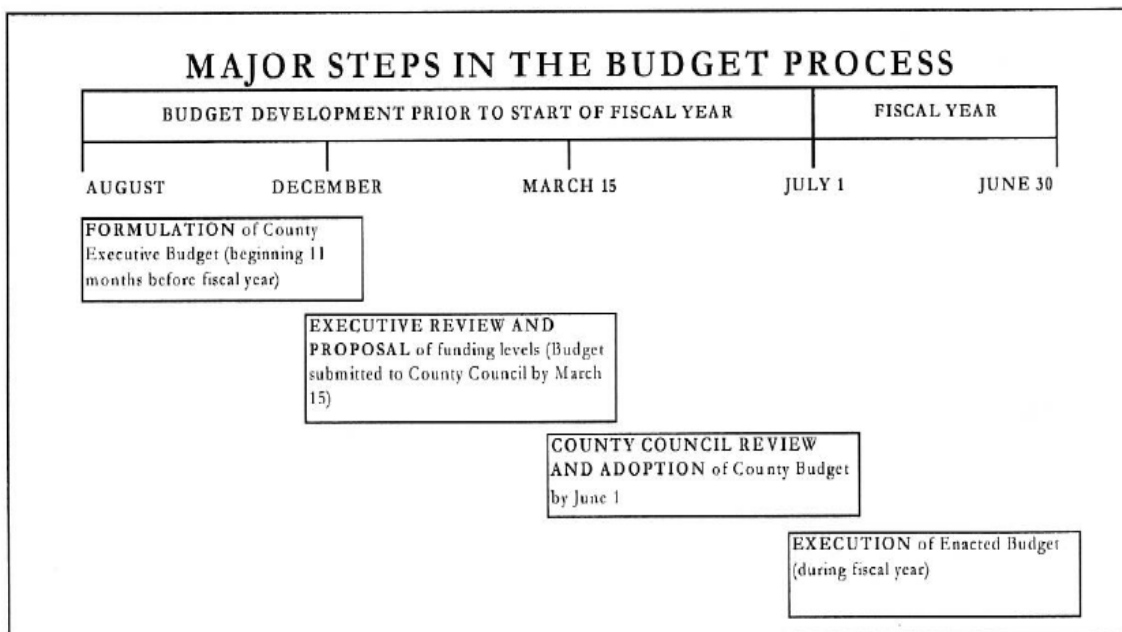 MAJOR STEPS IN THE BUDGET PROCESS
BUDGET DEVELOPMENT PRIOR TO START OF FISCAL YEAR
FISCAL YEAR
AUGUST
DECEMBER
MARCH 15
JULY 1
JUNE 30
FORMULATION of County
Executive Budget (beginning 11
months before fiscal year)
EXECUTIVE REVIEW AND
PROPOSAL of funding levels (Budget
submitted to County Council by March
15)
COUNTY COUNCIL REVIEW
AND ADOPTION of County Budget
by June 1
EXECUTION of Enacted Budget
(during fiscal year)